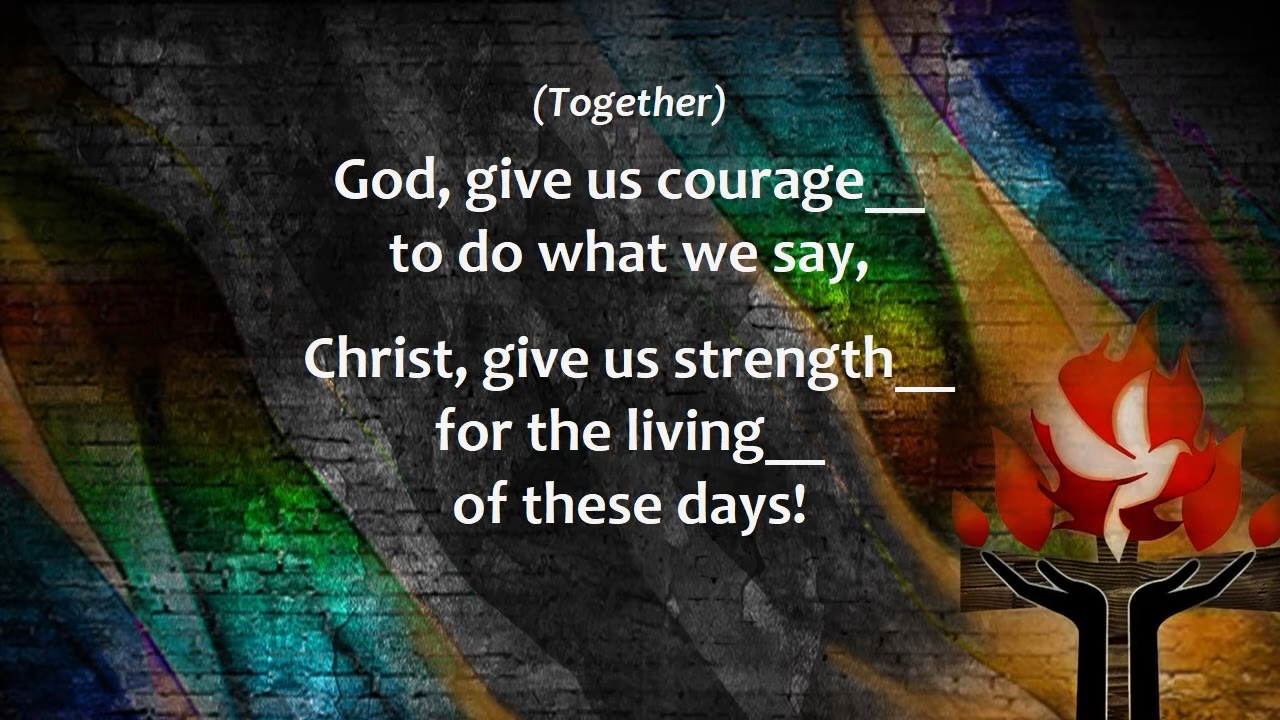 (Together)
God, give us courage__
to do what we say,
Christ, give us strength__
for the living__
of these days!